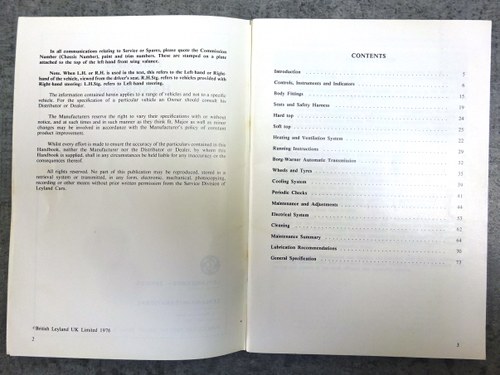 In all communications relating to Service or Spares, please quote the Commission
Number (Chassis Number), paint and trim numbers. These are stamped on a plate
attached to the top of the left hand front wing valance.
Note. When L.H. or R.H. is used in the text, this refers to the Left-hand or Right-
hand of the vehicle, viewed from the driver's seat. R.H.Stg. refers to vehicles provided with
Right-hand steering: L.H.Stg. refers to Left-hand steering.
The information contained herein applies to a range of vehicles and not to a specific
vehicle. For the specification of a particular vehicle an Owner should consult his
Distributor or Dealer.
The Manufacturers reserve the right to vary their specifications with or without
notice, and at such times and in such manner as they think fit. Major as well as minor
changes may be involved in accordance with the Manufacturer's policy of constant
product improvement.
Whilst every effort is made to ensure the accuracy of the particulars contained in this
Handbook, neither the Manufacturer nor the Distributor or Dealer, by whom this
Handbook is supplied, shall in any circumstances be held liable for any inaccuracy or the
consequences thereof.
All rights reserved. No part of this publication may be reproduced, stored in a
retrieval system or transmitted, in any form, electronic, mechanical, photocopying,
recording or other means without prior written permission from the Service Division of
Leyland Cars.
©British Leyland UK Limited 1976
2
CONTENTS
Introduction 5
Controls, Instruments and Indicators 6
Body Fittings 15
Seats and Safety Harness 19
Hard top
Soft top
Heating and Ventilation System
Running Instructions
Borg-Warner Automatic Transmission
Wheels and Tyres
Cooling System
Periodic Checks
Maintenance and Adjustments
Electrical System
Cleaning
Maintenance Summary
Lubrication Recommendations
General Specification
3